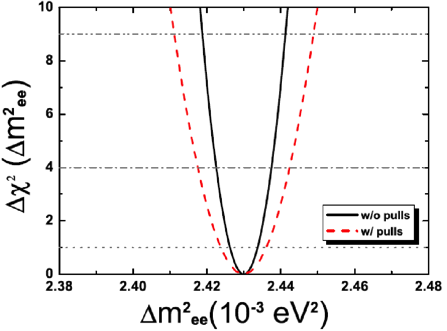 Δχ² (Δm²ee)
10
8
6
4
2
0
w/o pulls
w/ pulls
2.38 2.40 2.42 2.44 2.46 2.48
Δm²ee(10⁻³ eV²)